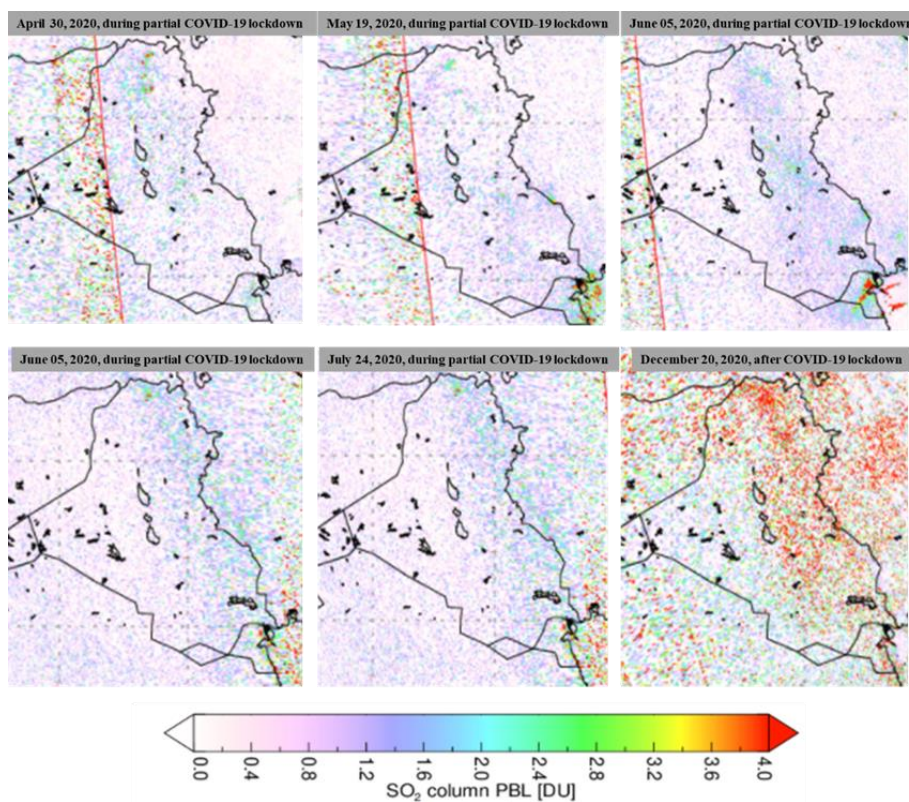 April 30, 2020, during partial COVID-19 lockdown
May 19, 2020, during partial COVID-19 lockdown
June 05, 2020, during partial COVID-19 lockdown
June 05, 2020, during partial COVID-19 lockdown
July 24, 2020, during partial COVID-19 lockdown
December 20, 2020, after COVID-19 lockdown
0.0 0.4 0.8 1.2 1.6 2.0 2.4 2.8 3.2 3.6 4.0
SO₂ column PBL [DU]